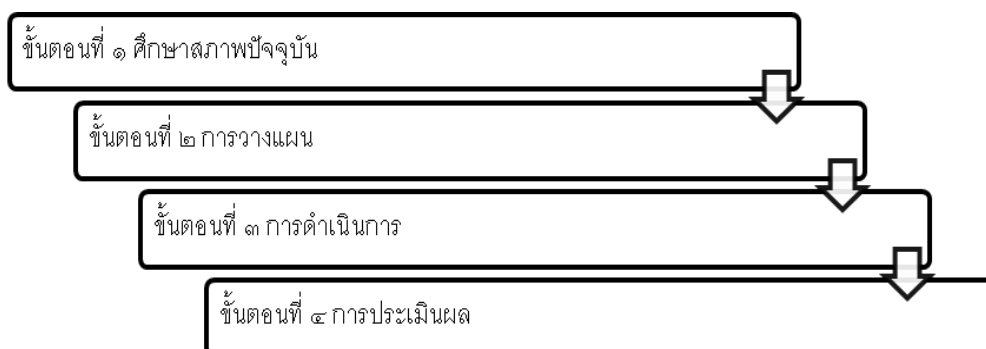 ขั้นตอนที่ ๑ ศึกษาสภาพปัจจุบัน
ขั้นตอนที่ ๒ การวางแผน
ขั้นตอนที่ ๓ การดำเนินการ
ขั้นตอนที่ ๔ การประเมินผล